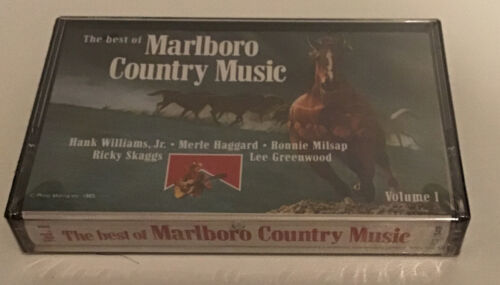 The best of Marlboro
Country Music
Hank Williams, Jr. • Merle Haggard • Ronnie Milsap
Ricky Skaggs Lee Greenwood
Volume 1
The best of Marlboro Country Music